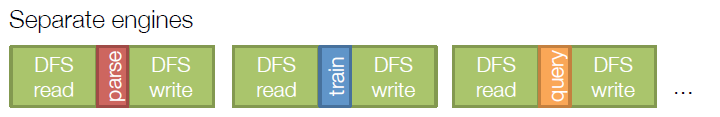 Separate engines
DFS read parse DFS write DFS read train DFS write DFS read query DFS write ...